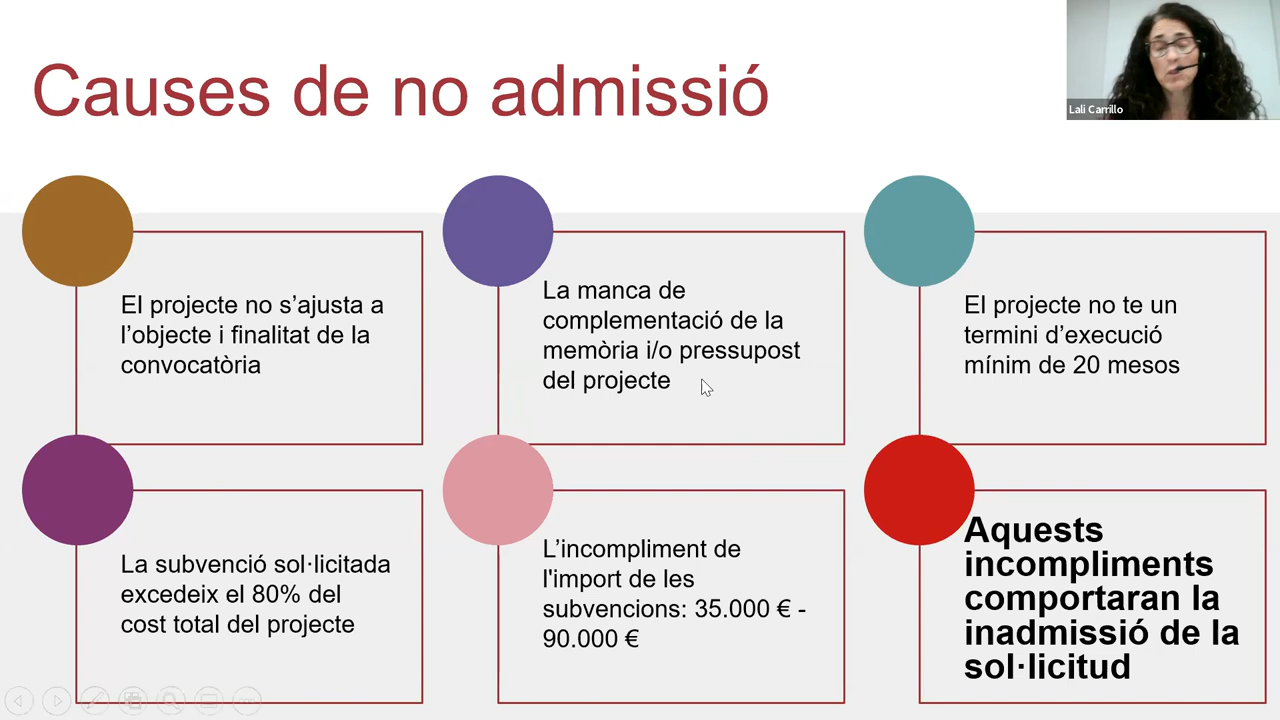 Causes de no admissió
Lali Carrillo
El projecte no s’ajusta a
l’objecte i finalitat de la
convocatòria
La manca de
complementació de la
memòria i/o pressupost
del projecte
El projecte no te un
termini d’execució
mínim de 20 mesos
La subvenció sol·licitada
excedeix el 80% del
cost total del projecte
L’incompliment de
l'import de les
subvencions: 35.000 € -
90.000 €
Aquests
incompliments
comportaran la
inadmissió de la
sol·licitud